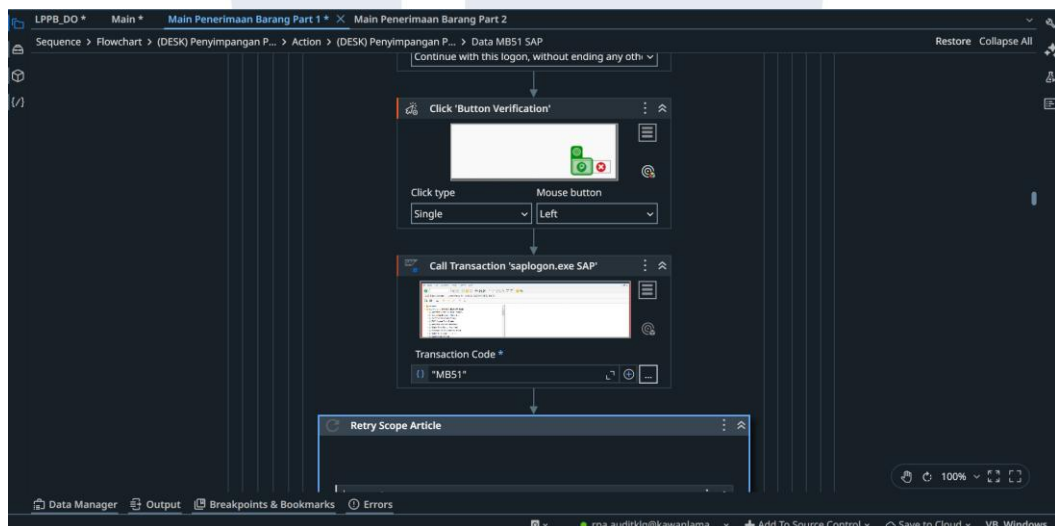 LPPB_DO * Main * Main Penerimaan Barang Part 1 * Main Penerimaan Barang Part 2
Sequence > Flowchart > (DESK) Penyimpangan P... > Action > (DESK) Penyimpangan P... > Data MB51 SAP Restore Collapse All
Continue with this logon, without ending any oth
Click 'Button Verification'
Click type Mouse button
Single Left
Call Transaction 'saplogon.exe SAP'
Transaction Code *
"MB51"
Retry Scope Article
100%
Data Manager Output Breakpoints & Bookmarks Errors
rpa.auditklg@kawanlama Add To Source Control Save to Cloud VB Windows